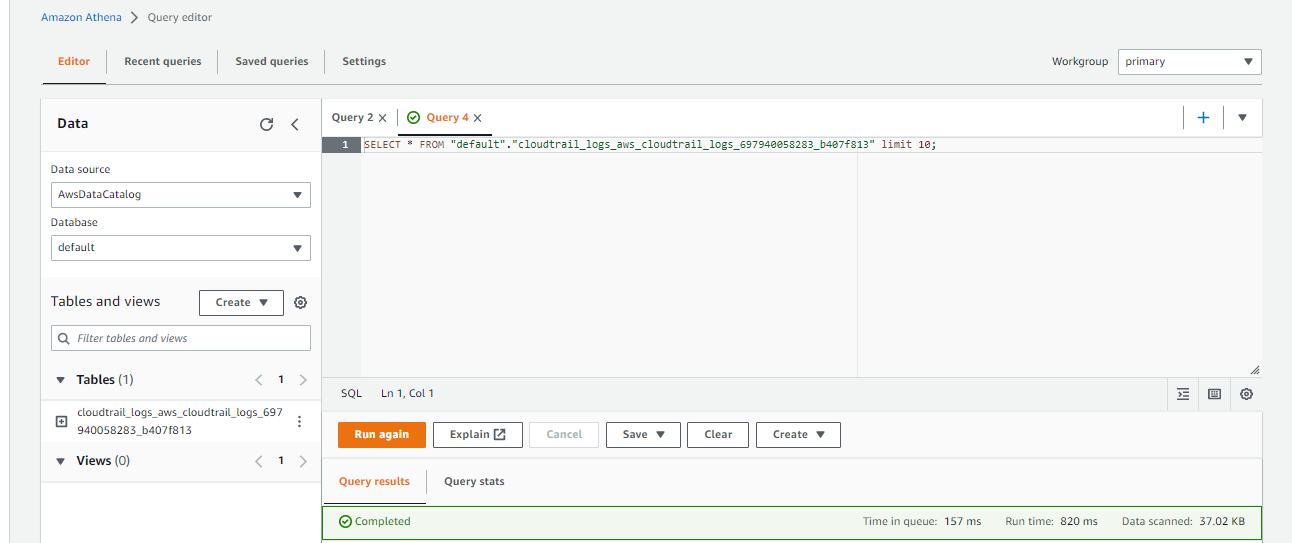 Amazon Athena > Query editor
Editor Recent queries Saved queries Settings Workgroup primary
Data
Data source
AwsDataCatalog
Database
default
Tables and views Create
Filter tables and views
Tables (1) 1
cloudtrail_logs_aws_cloudtrail_logs_697
940058283_b407f813
Views (0) 1
Query 2 Query 4
1 SELECT * FROM "default"."cloudtrail_logs_aws_cloudtrail_logs_697940058283_b407f813" limit 10;
SQL Ln 1, Col 1
Run again Explain Cancel Save Clear Create
Query results Query stats
Completed Time in queue: 157 ms Run time: 820 ms Data scanned: 37.02 KB